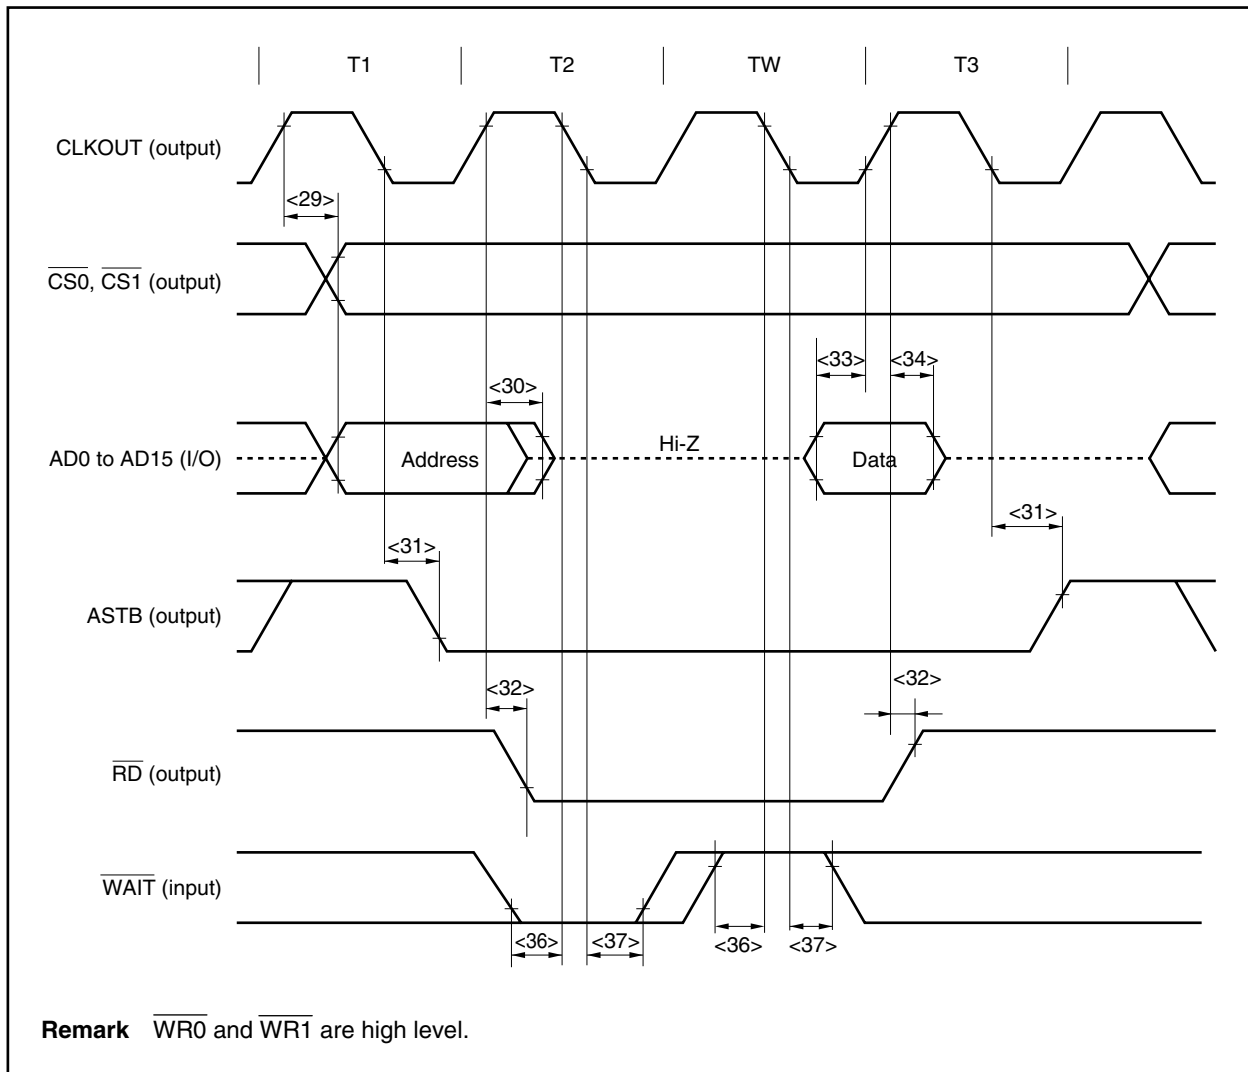 T1 T2 TW T3
CLKOUT (output)
<29>
CS0, CS1 (output)
<33> <34>
<30>
AD0 to AD15 (I/O) Address Hi-Z Data
<31>
<31>
ASTB (output)
<32>
<32>
RD (output)
WAIT (input)
<36> <37> <36> <37>
Remark WR0 and WR1 are high level.